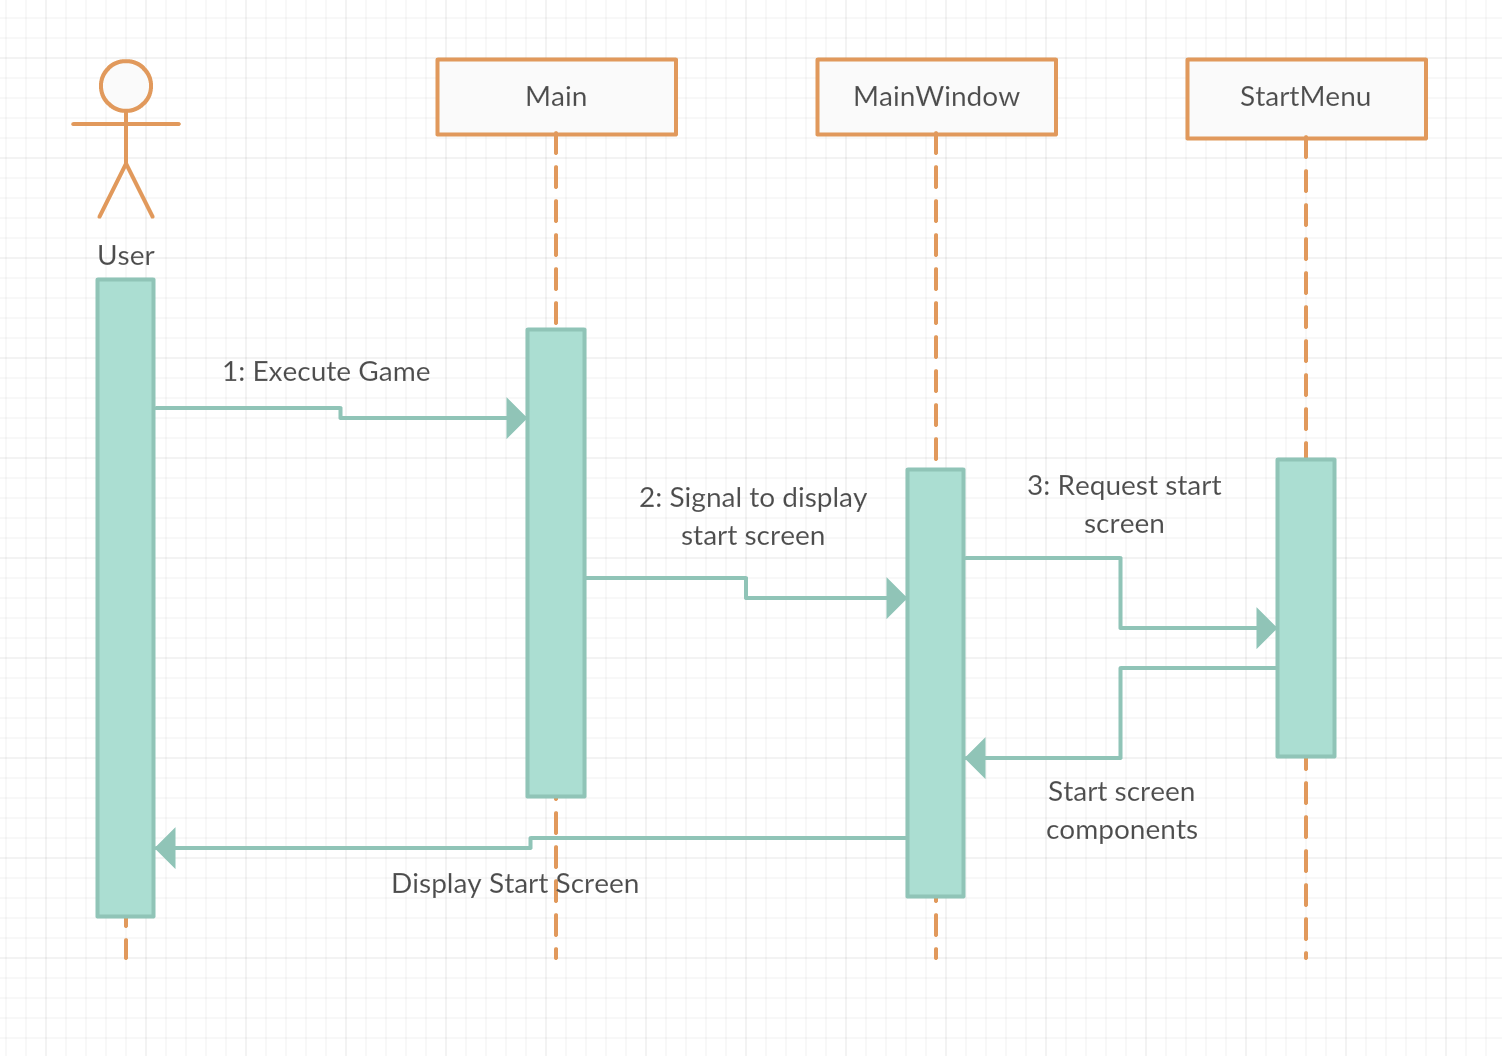 Main
MainWindow
StartMenu
User
1: Execute Game
2: Signal to display
start screen
3: Request start
screen
Start screen
components
Display Start Screen